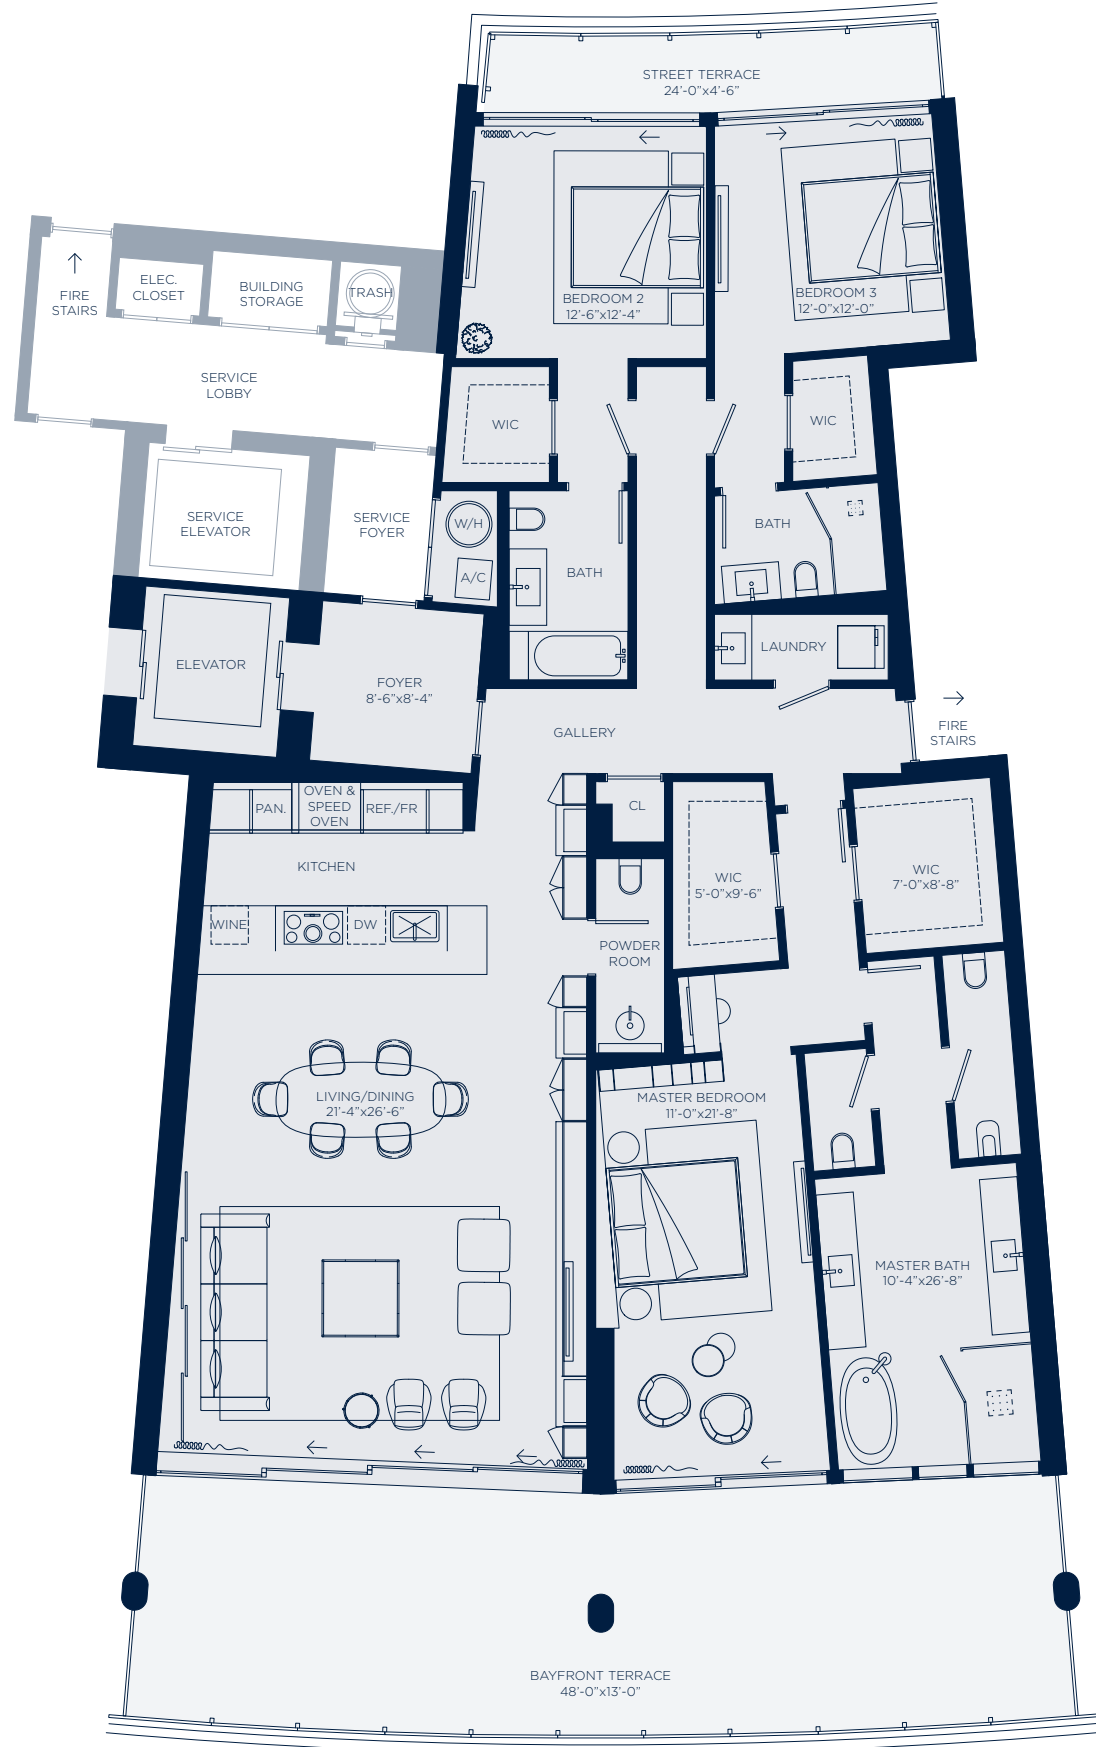 STREET TERRACE
24'-0"x4'-6"
BEDROOM 2
12'-6"x12'-4"
BEDROOM 3
12'-0"x12'-0"
ELEC.
CLOSET
BUILDING
STORAGE
TRASH
FIRE
STAIRS
SERVICE
LOBBY
WIC
WIC
SERVICE
ELEVATOR
SERVICE
FOYER
W/H
A/C
BATH
BATH
LAUNDRY
ELEVATOR
FOYER
8'-6"x8'-4"
GALLERY
FIRE
STAIRS
PAN.
OVEN &
SPEED
OVEN
REF./FR
CL
KITCHEN
WIC
5'-0"x9'-6"
WIC
7'-0"x8'-8"
WINE
DW
POWDER
ROOM
LIVING/DINING
21'-4"x26'-6"
MASTER BEDROOM
11'-0"x21'-8"
MASTER BATH
10'-4"x26'-8"
BAYFRONT TERRACE
48'-0"x13'-0"